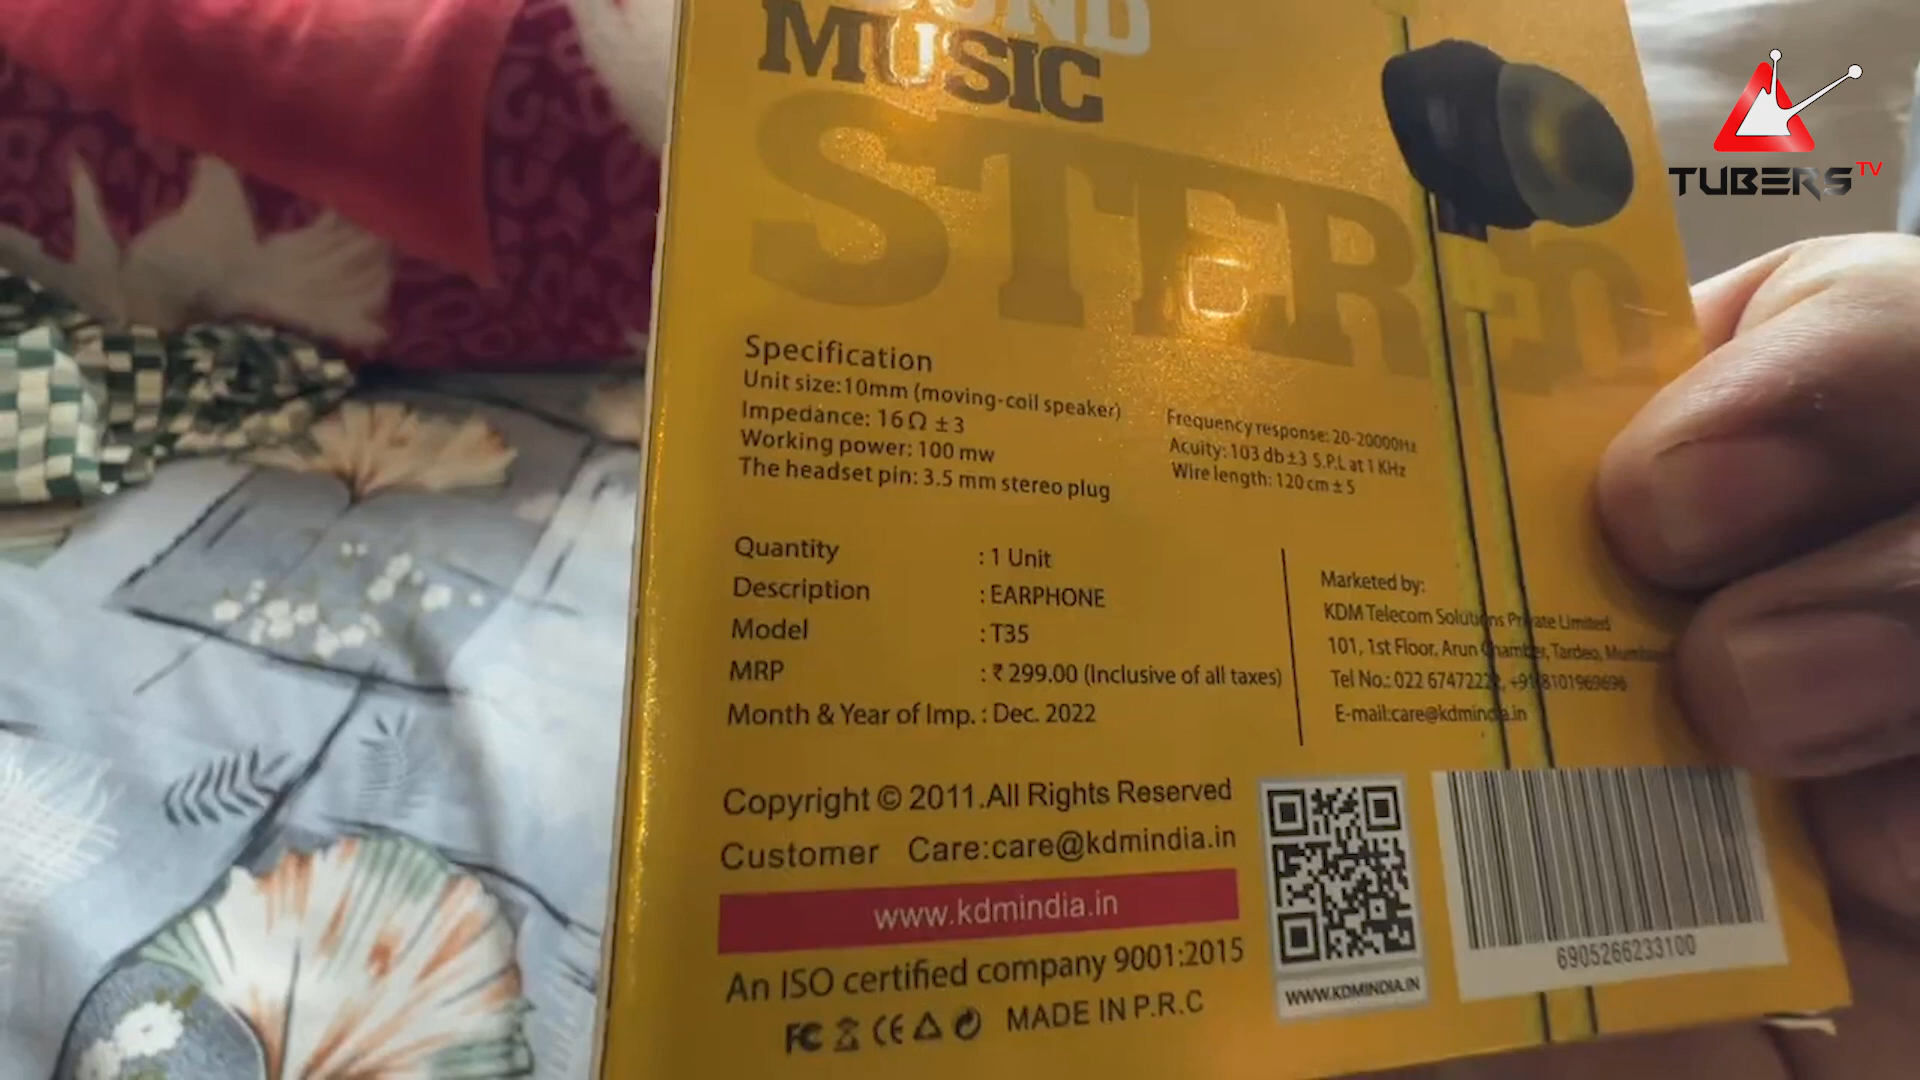 MUSIC
TUBERS TV
Specification
Unit size:10mm (moving-coil speaker)
Impedance: 16 Ω ± 3
Working power: 100 mw
The headset pin: 3.5 mm stereo plug
Frequency response: 20-20000Hz
Acuity: 103 db±3 S.P.L at 1 KHz
Wire length: 120 cm ± 5
Quantity : 1 Unit
Description : EARPHONE
Model : T35
MRP : ₹ 299.00 (Inclusive of all taxes)
Month & Year of Imp. : Dec. 2022
Marketed by:
KDM Telecom Solutions Private Limited
101, 1st Floor, Arun Chamber, Tardeo,
Tel No.: 022
E-mail:care@kdmindia.in
Copyright © 2011.All Rights Reserved
Customer Care:care@kdmindia.in
www.kdmindia.in
An ISO certified company 9001:2015
FC CE MADE IN P.R.C
WWW.KDMINDIA.IN
6905266233100